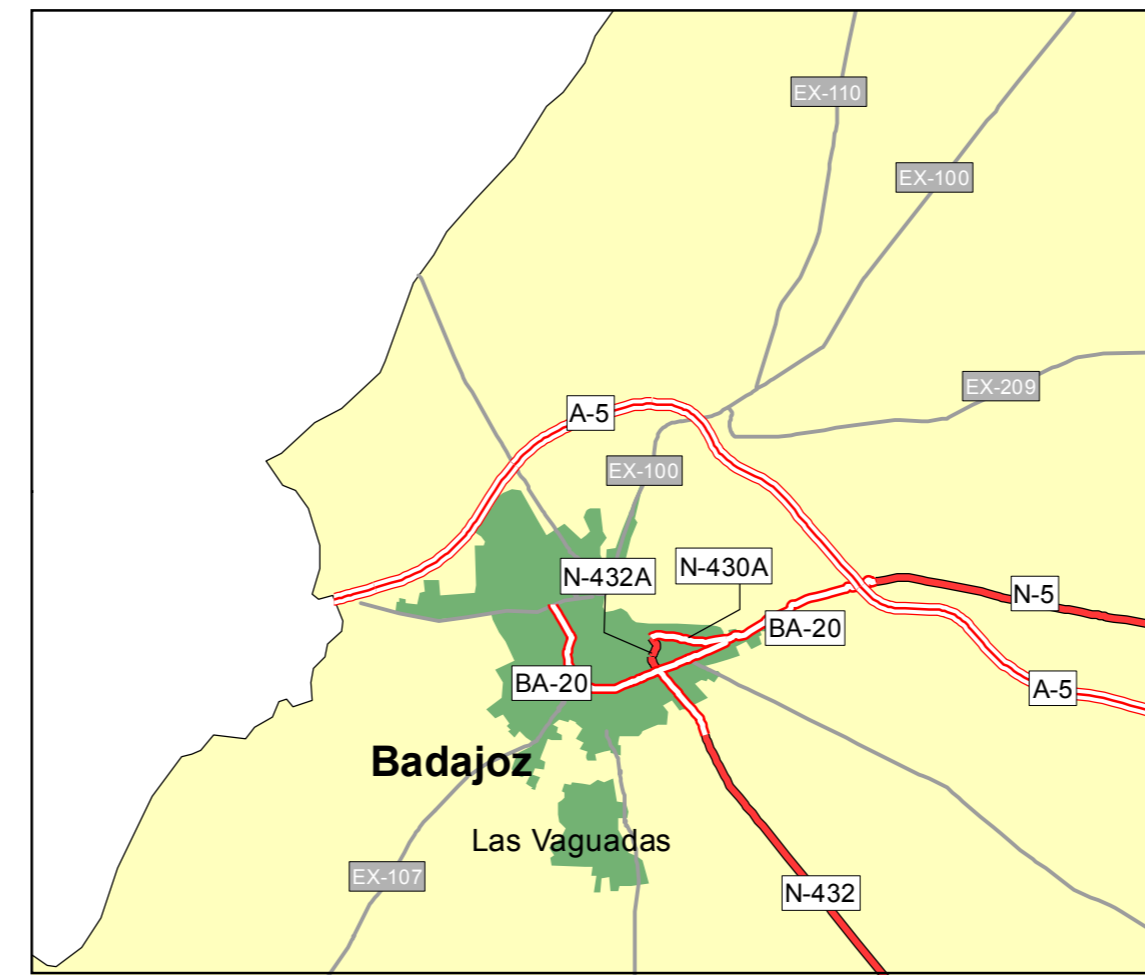 EX-110
EX-100
EX-209
A-5
EX-100
N-432A
N-430A
N-5
BA-20
BA-20
A-5
Badajoz
Las Vaguadas
EX-107
N-432